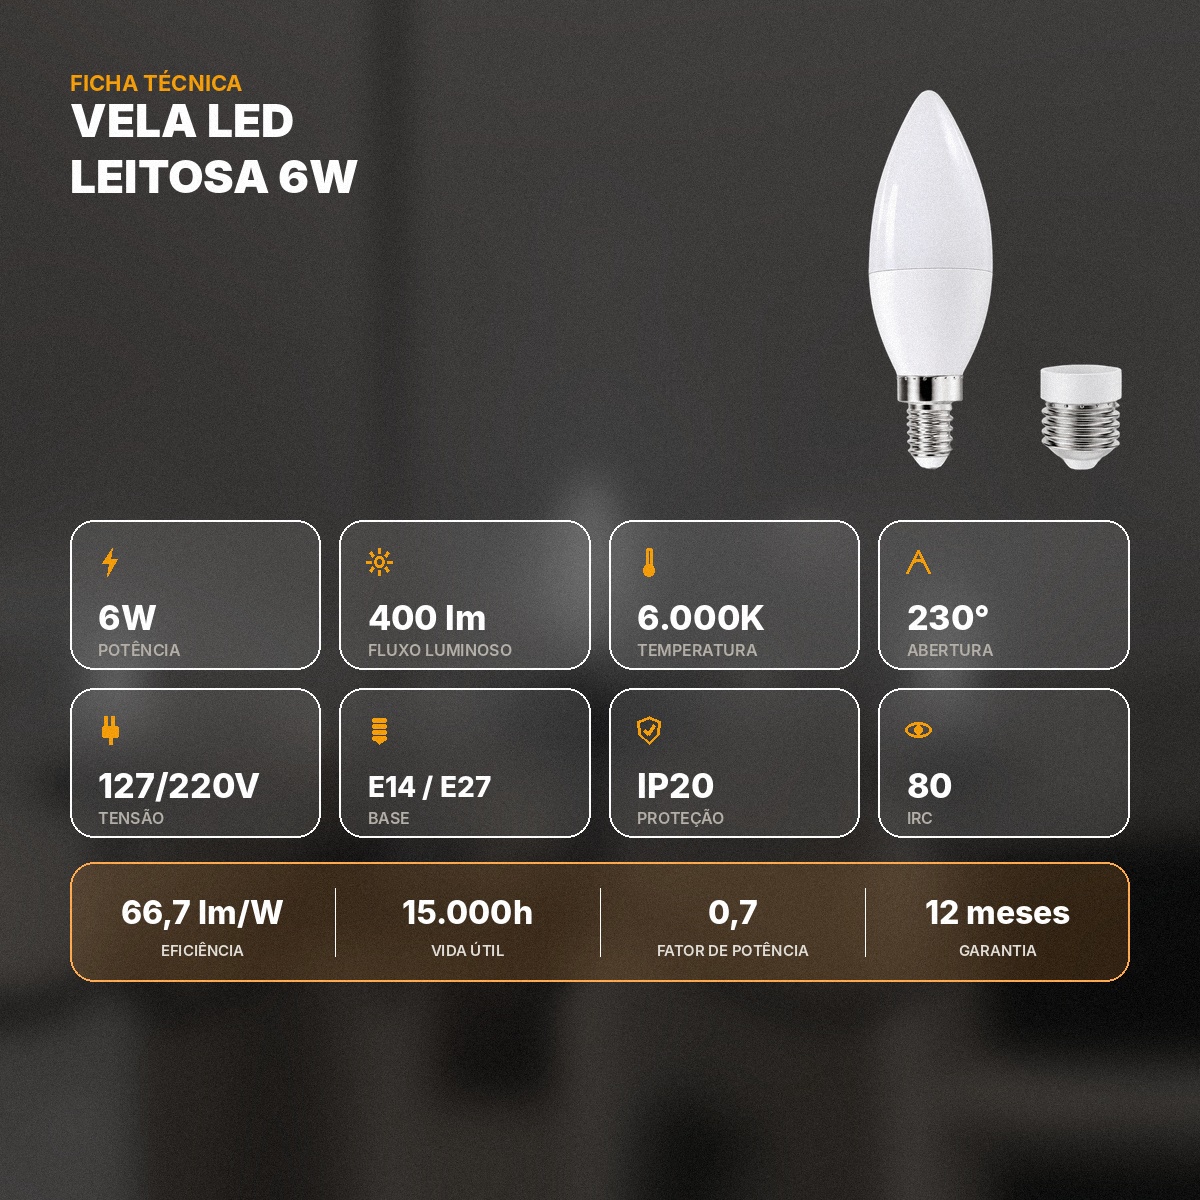 FICHA TÉCNICA
VELA LED
LEITOSA 6W
6W
POTÊNCIA
400 lm
FLUXO LUMINOSO
6.000K
TEMPERATURA
230°
ABERTURA
127/220V
TENSÃO
E14 / E27
BASE
IP20
PROTEÇÃO
80
IRC
66,7 lm/W
EFICIÊNCIA
15.000h
VIDA ÚTIL
0,7
FATOR DE POTÊNCIA
12 meses
GARANTIA